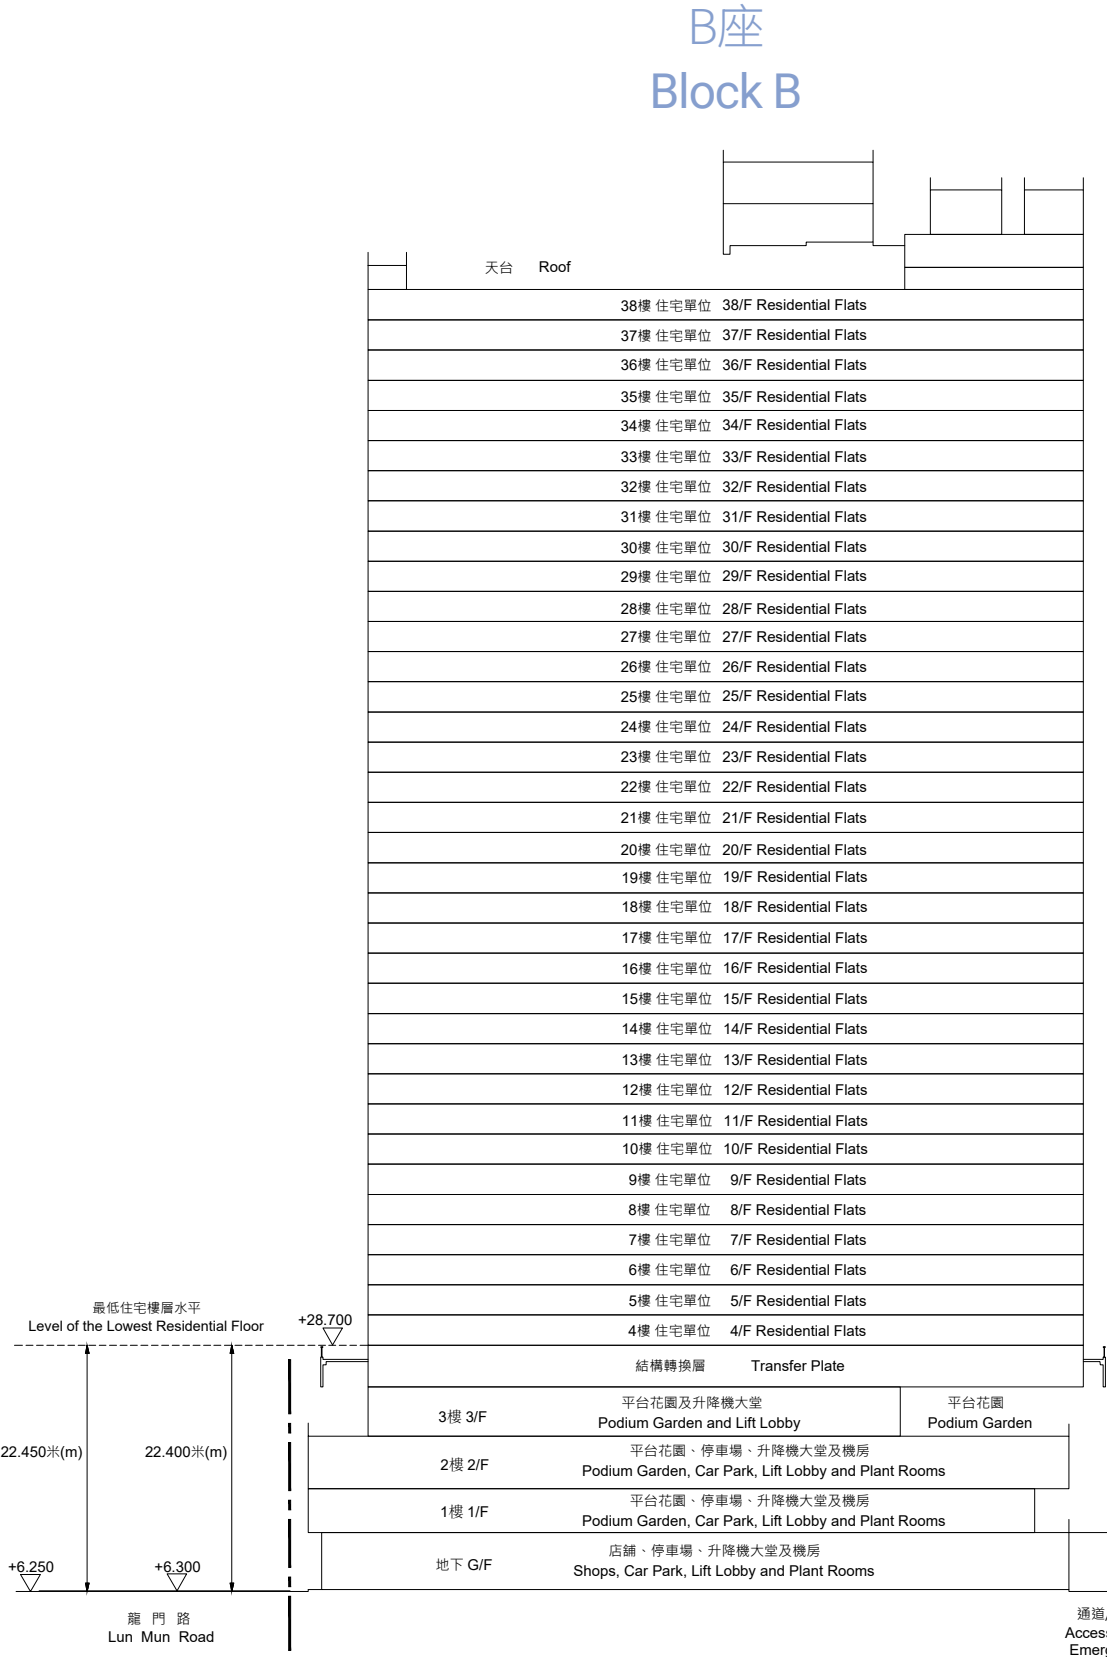 B座
Block B
天台 Roof
38樓 住宅單位 38/F Residential Flats
37樓 住宅單位 37/F Residential Flats
36樓 住宅單位 36/F Residential Flats
35樓 住宅單位 35/F Residential Flats
34樓 住宅單位 34/F Residential Flats
33樓 住宅單位 33/F Residential Flats
32樓 住宅單位 32/F Residential Flats
31樓 住宅單位 31/F Residential Flats
30樓 住宅單位 30/F Residential Flats
29樓 住宅單位 29/F Residential Flats
28樓 住宅單位 28/F Residential Flats
27樓 住宅單位 27/F Residential Flats
26樓 住宅單位 26/F Residential Flats
25樓 住宅單位 25/F Residential Flats
24樓 住宅單位 24/F Residential Flats
23樓 住宅單位 23/F Residential Flats
22樓 住宅單位 22/F Residential Flats
21樓 住宅單位 21/F Residential Flats
20樓 住宅單位 20/F Residential Flats
19樓 住宅單位 19/F Residential Flats
18樓 住宅單位 18/F Residential Flats
17樓 住宅單位 17/F Residential Flats
16樓 住宅單位 16/F Residential Flats
15樓 住宅單位 15/F Residential Flats
14樓 住宅單位 14/F Residential Flats
13樓 住宅單位 13/F Residential Flats
12樓 住宅單位 12/F Residential Flats
11樓 住宅單位 11/F Residential Flats
10樓 住宅單位 10/F Residential Flats
9樓 住宅單位 9/F Residential Flats
8樓 住宅單位 8/F Residential Flats
7樓 住宅單位 7/F Residential Flats
6樓 住宅單位 6/F Residential Flats
5樓 住宅單位 5/F Residential Flats
4樓 住宅單位 4/F Residential Flats
最低住宅樓層水平
Level of the Lowest Residential Floor
+28.700
結構轉換層 Transfer Plate
3樓 3/F
平台花園及升降機大堂
Podium Garden and Lift Lobby
平台花園
Podium Garden
22.450米(m)
22.400米(m)
2樓 2/F
平台花園、停車場、升降機大堂及機房
Podium Garden, Car Park, Lift Lobby and Plant Rooms
1樓 1/F
平台花園、停車場、升降機大堂及機房
Podium Garden, Car Park, Lift Lobby and Plant Rooms
地下 G/F
店舖、停車場、升降機大堂及機房
Shops, Car Park, Lift Lobby and Plant Rooms
+6.250
+6.300
龍 門 路
Lun Mun Road
通道